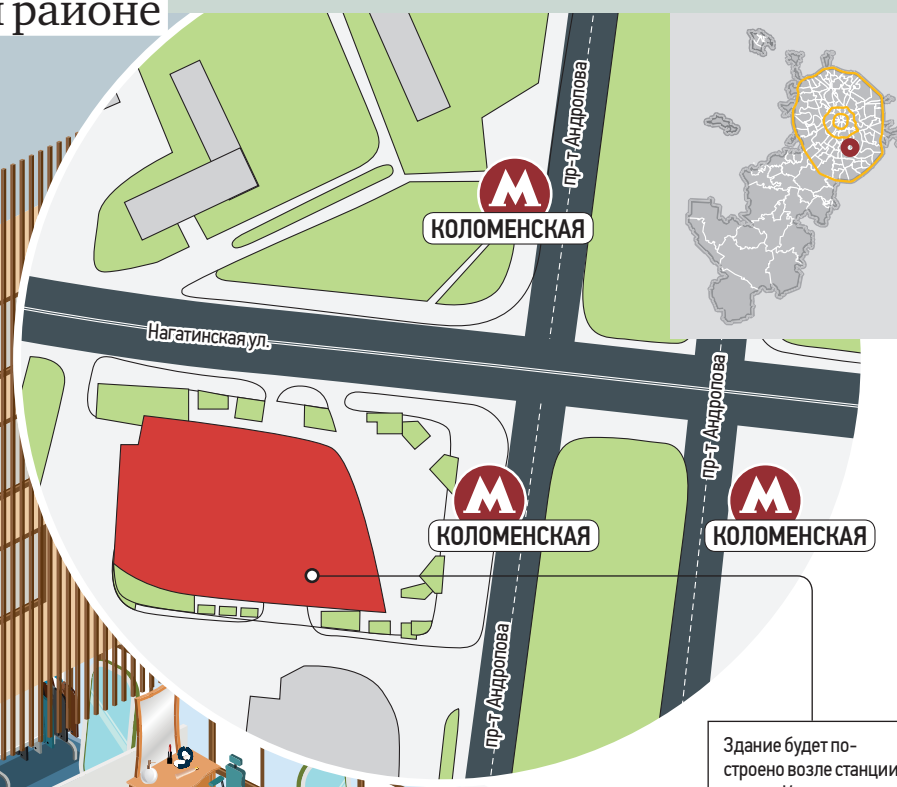 районе
пр-т Андропова
М
КОЛОМЕНСКАЯ
Нагатинская ул.
пр-т Андропова
М
КОЛОМЕНСКАЯ
М
КОЛОМЕНСКАЯ
пр-т Андропова
Здание будет по-
строено возле станции